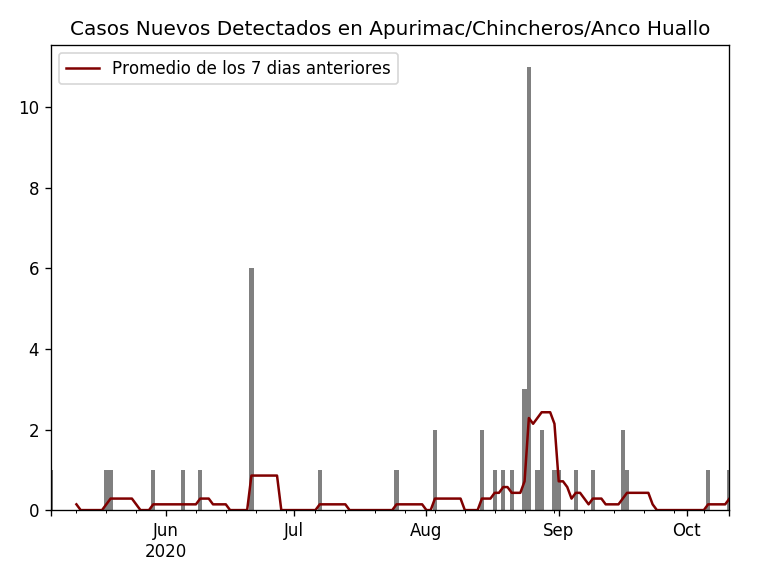 Casos Nuevos Detectados en Apurimac/Chincheros/Anco Huallo
Promedio de los 7 dias anteriores
10
8
6
4
2
0
Jun
2020
Jul
Aug
Sep
Oct